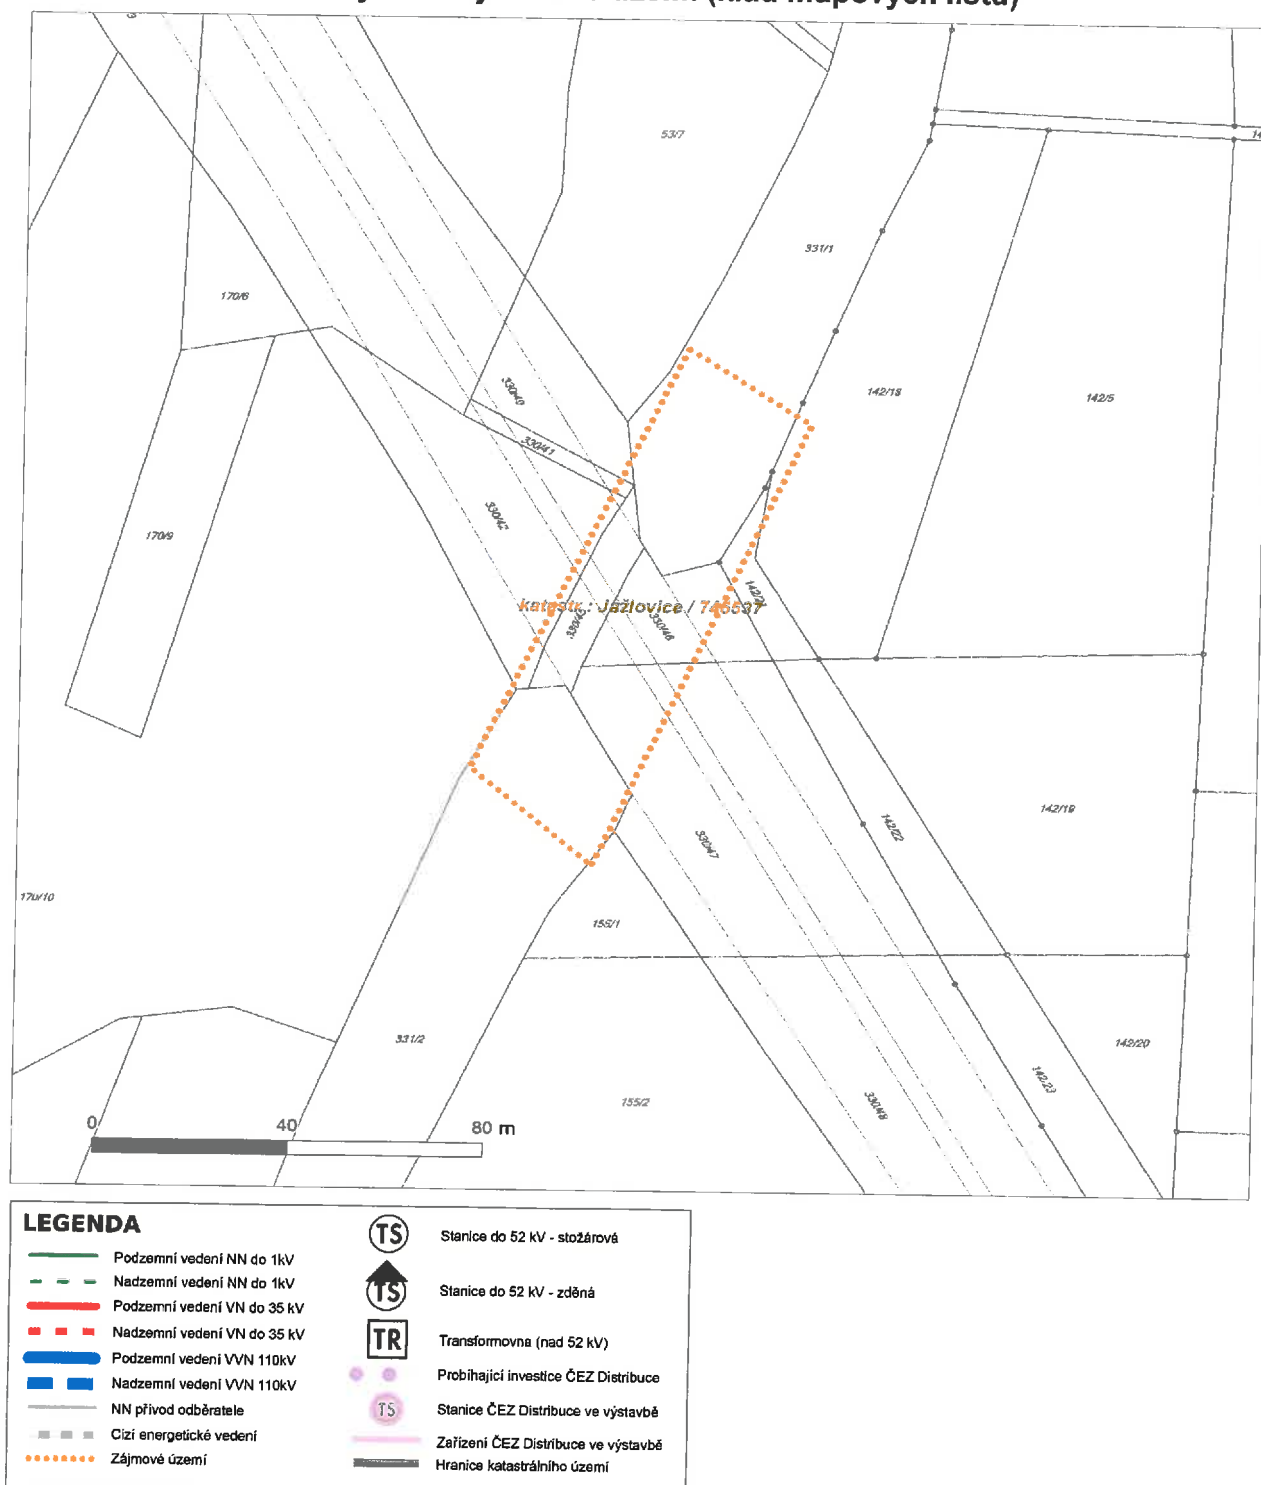 (klad mapových listů)
53/7
331/1
170/6
330/40
142/18
142/5
330/41
330/42
170/9
katastr.: Jažlovice / 745537
330/45
330/46
142/19
142/22
330/47
170/10
155/1
331/2
142/20
142/23
155/2
330/48
0 40 80 m
LEGENDA
Podzemní vedení NN do 1kV
Nadzemní vedení NN do 1kV
Podzemní vedení VN do 35 kV
Nadzemní vedení VN do 35 kV
Podzemní vedení VVN 110kV
Nadzemní vedení VVN 110kV
NN přívod odběratele
Cizí energetické vedení
Zájmové území
TS Stanice do 52 kV - stožárová
TS Stanice do 52 kV - zděná
TR Transformovna (nad 52 kV)
Probíhající investice ČEZ Distribuce
TS Stanice ČEZ Distribuce ve výstavbě
Zařízení ČEZ Distribuce ve výstavbě
Hranice katastrálního území